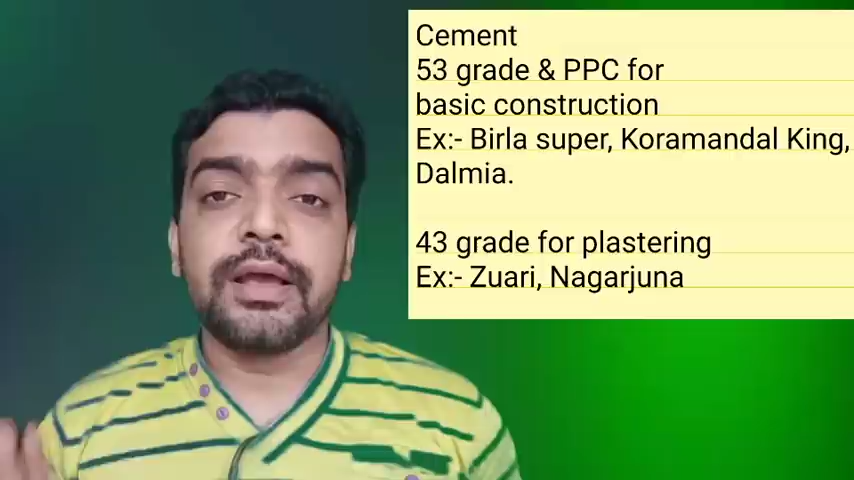 Cement
53 grade & PPC for
basic construction
Ex:- Birla super, Koramandal King,
Dalmia.
43 grade for plastering
Ex:- Zuari, Nagarjuna